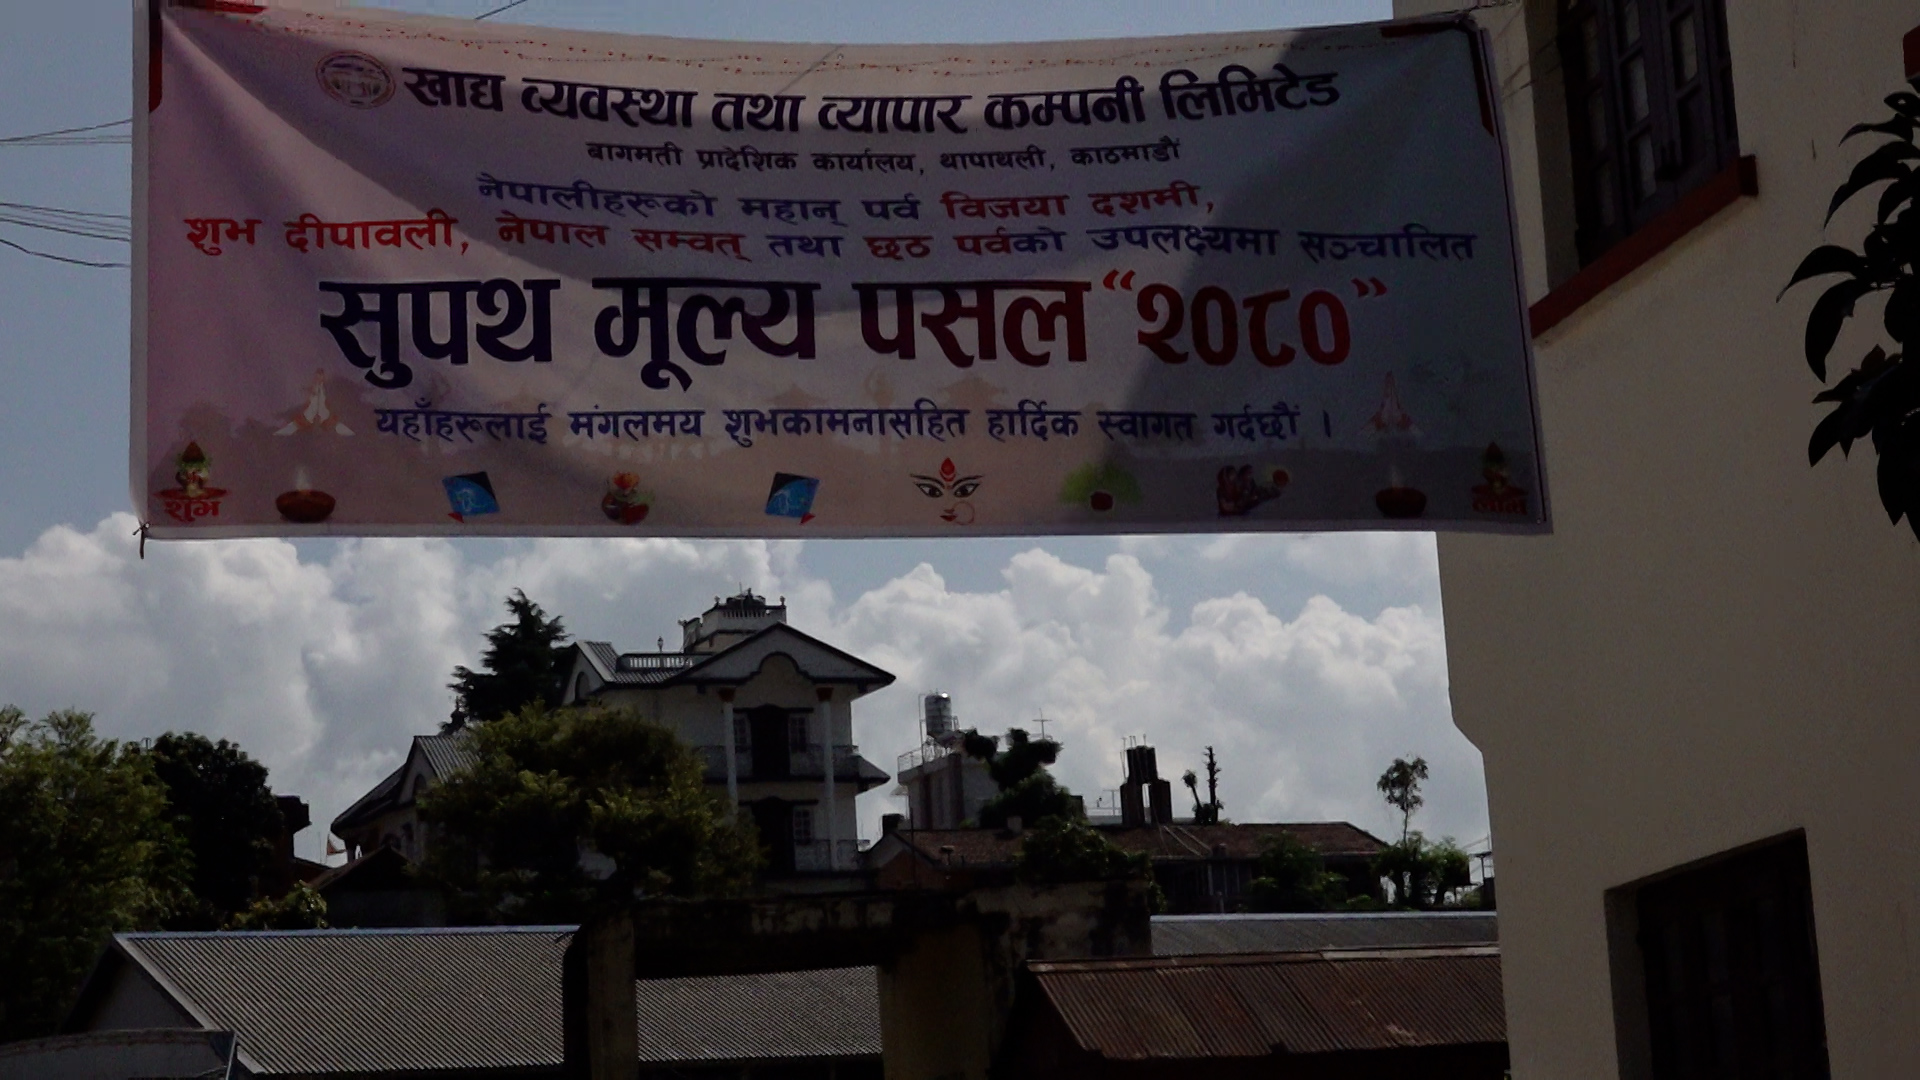 खाद्य व्यवस्था तथा व्यापार कम्पनी लिमिटेड
बागमती प्रादेशिक कार्यालय, थापाथली, काठमाडौं
नेपालीहरूको महान् पर्व विजया दशमी,
शुभ दीपावली, नेपाल सम्वत् तथा छठ पर्वको उपलक्ष्यमा सञ्चालित
सुपथ मूल्य पसल “२०८०”
यहाँहरूलाई मंगलमय शुभकामनासहित हार्दिक स्वागत गर्दछौं ।
शुभ
लाभ